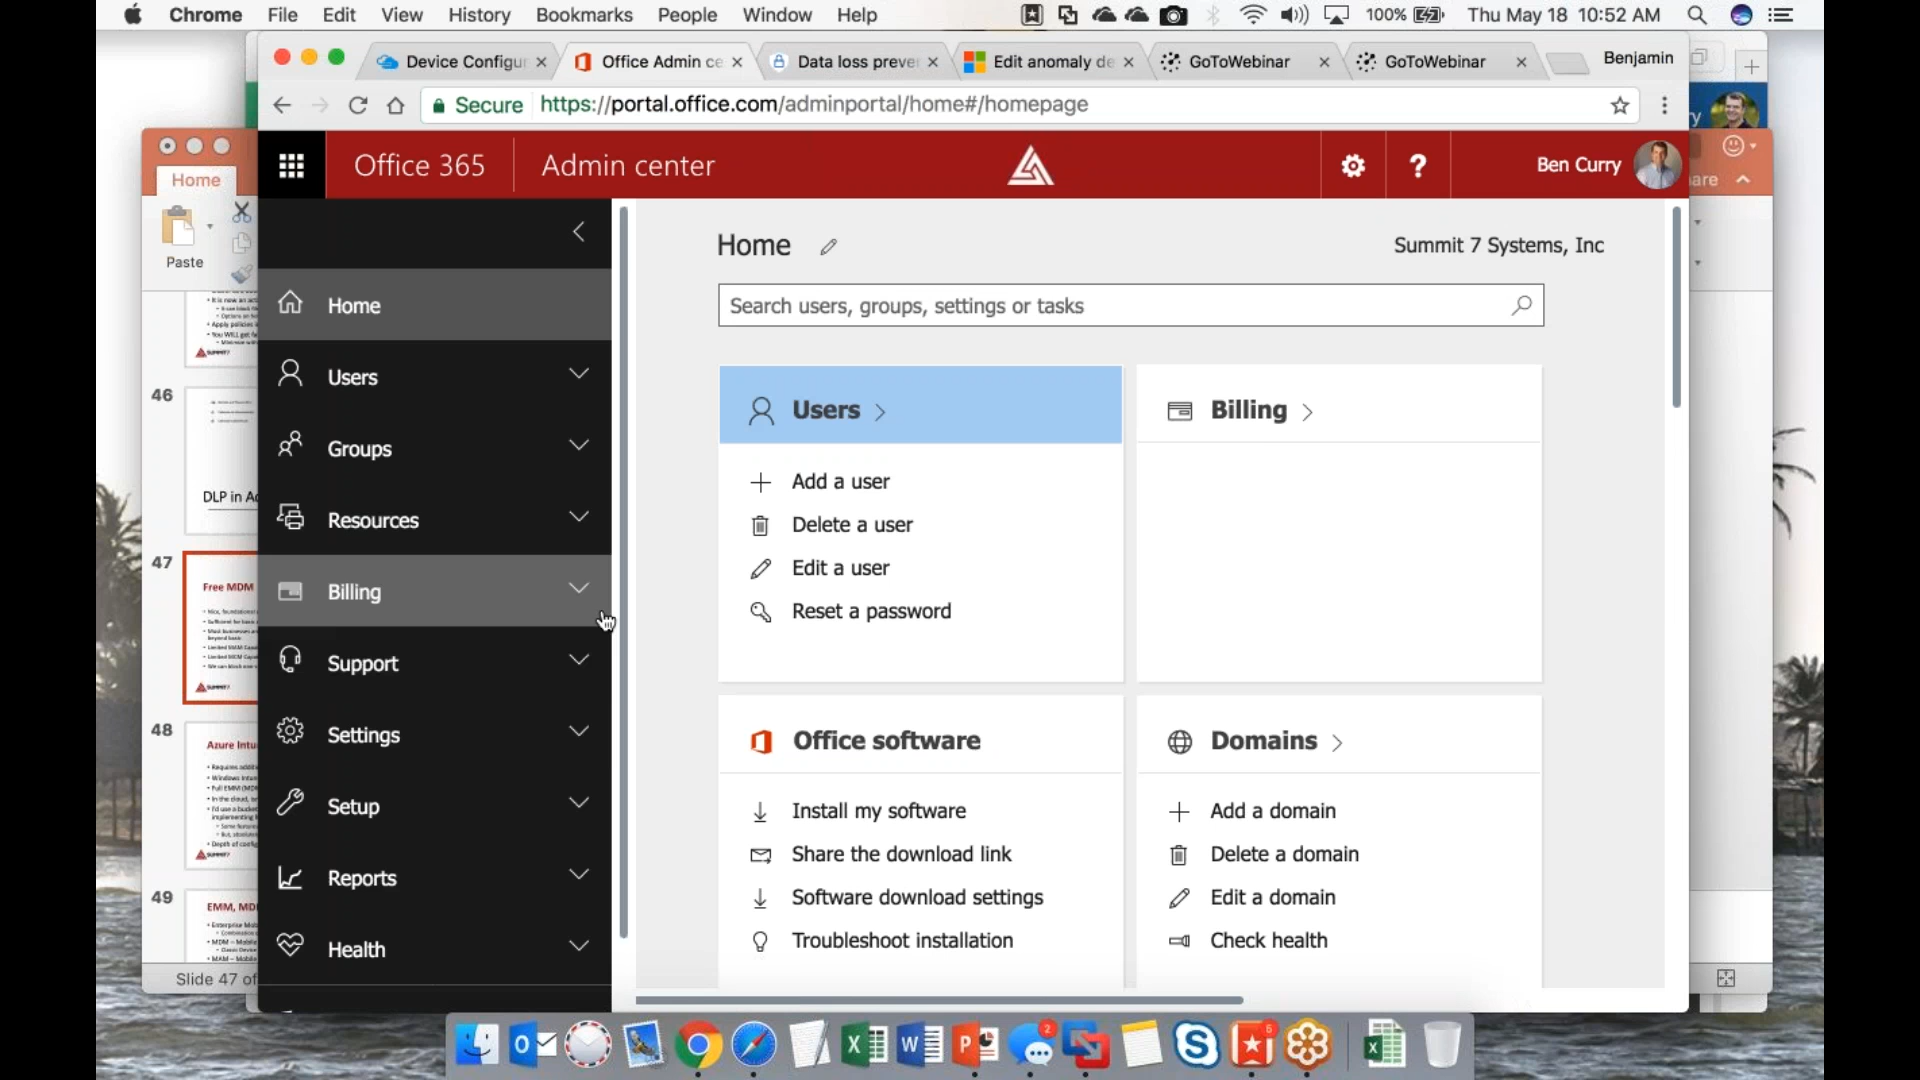 Chrome File Edit View History Bookmarks People Window Help 100% Thu May 18 10:52 AM
Device Configu Office Admin ce Data loss preve Edit anomaly de GoToWebinar GoToWebinar Benjamin
Secure https://portal.office.com/adminportal/home#/homepage
Office 365 Admin center Ben Curry
Home
Paste
46
DLP in
47
Free MDM
48
Azure Intu
49
EMM, MD
Slide 47 of
Home
Users
Groups
Resources
Billing
Support
Settings
Setup
Reports
Health
Home
Summit 7 Systems, Inc
Search users, groups, settings or tasks
Users
Add a user
Delete a user
Edit a user
Reset a password
Billing
Office software
Install my software
Share the download link
Software download settings
Troubleshoot installation
Domains
Add a domain
Delete a domain
Edit a domain
Check health